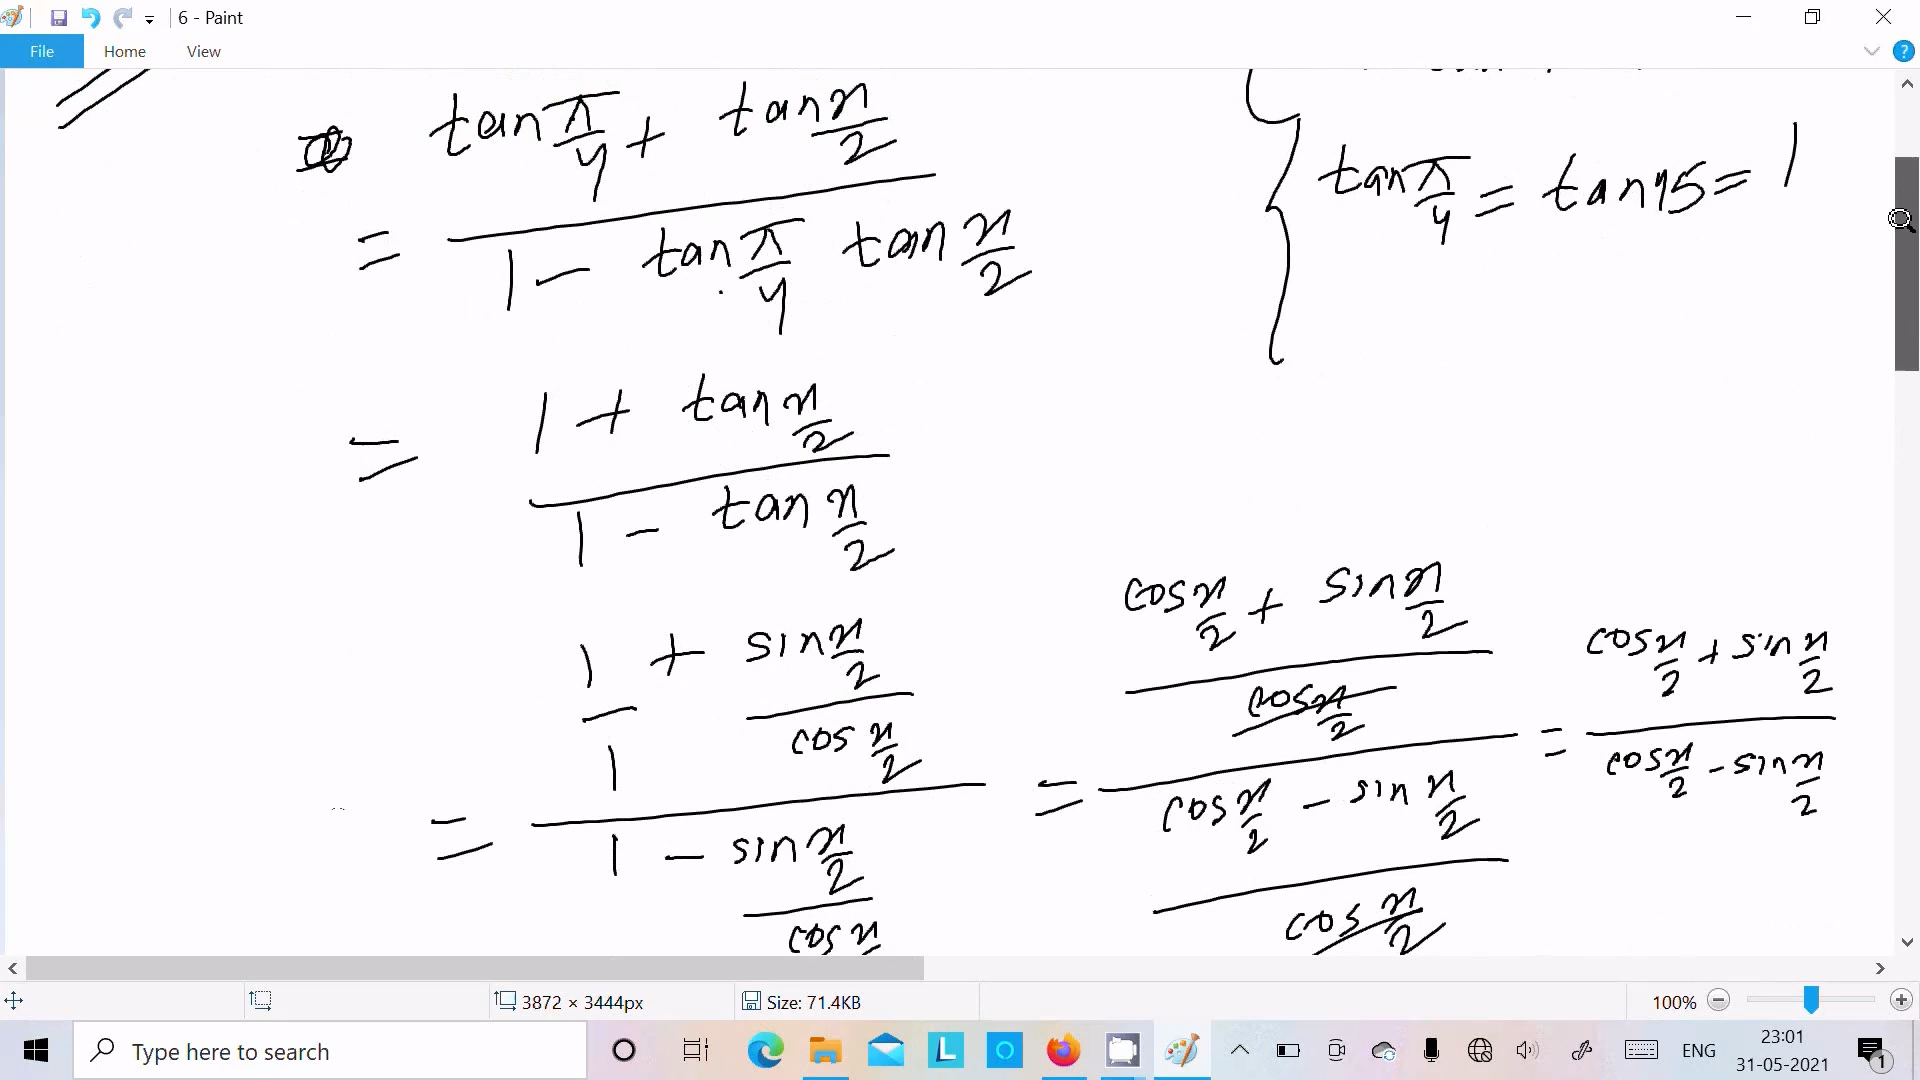 6 - Paint
File Home View
tan π/4 + tan x/2
= ―――――――――
1 - tan π/4 tan x/2
tan π/4 = tan 45 = 1
= (1 + tan x/2) / (1 - tan x/2)
= (1/1 + sin x/2 / cos x/2) / (1 - sin x/2 / cos x
= ((cos x/2 + sin x/2) / cos x/2) / ((cos x/2 - sin x/2) / cos x/2) = (cos x/2 + sin x/2) / (cos x/2 - sin x/2)
3872 × 3444px Size: 71.4KB 100%
Type here to search ENG 23:01
31-05-2021 1